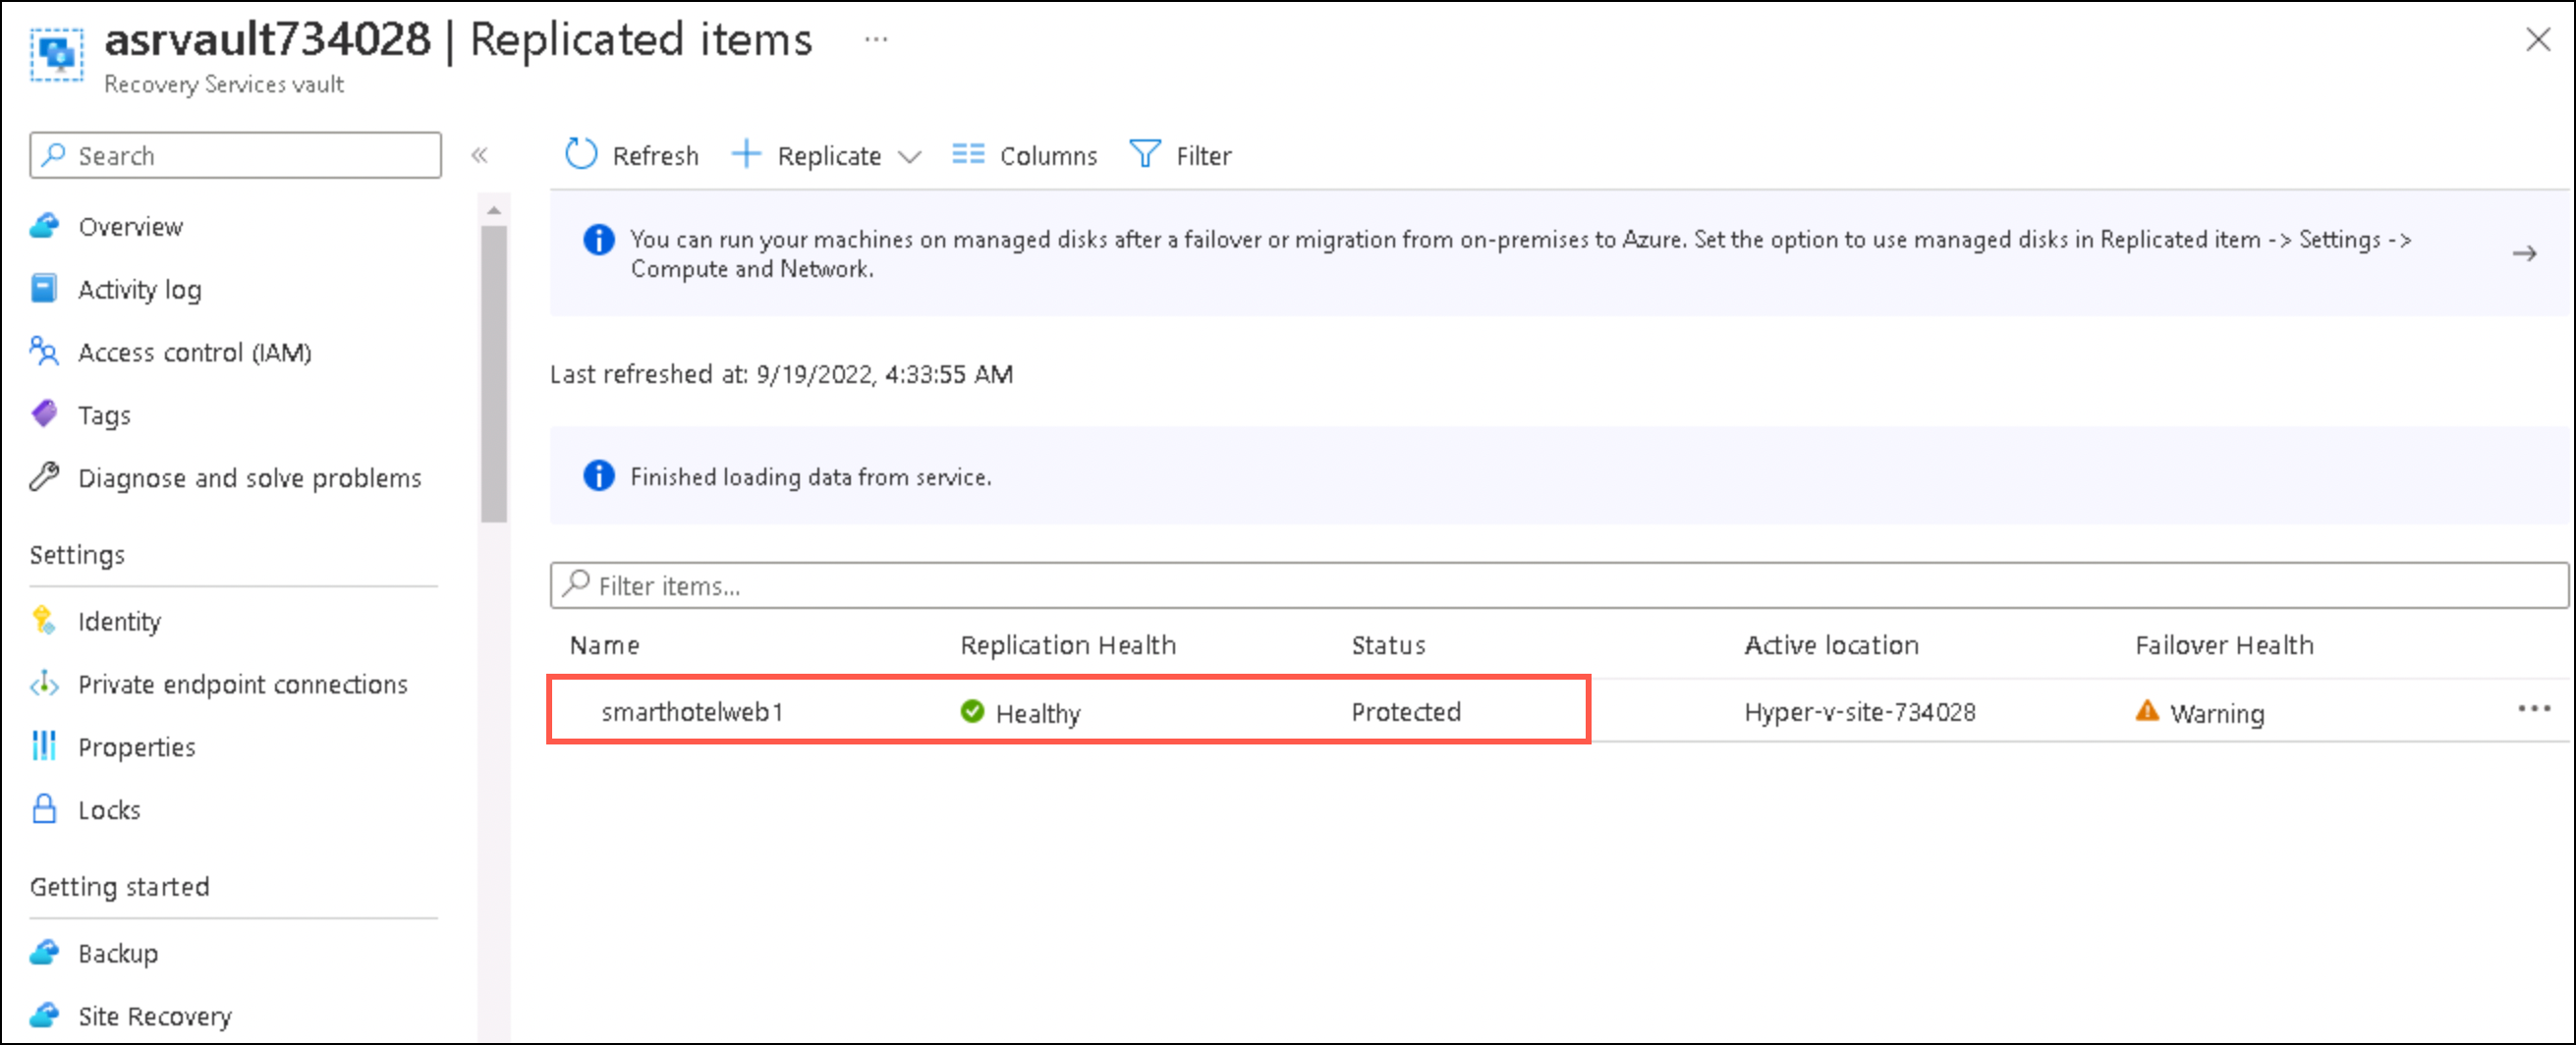 asrvault734028 | Replicated items ...
Recovery Services vault
Search
«
Refresh
Replicate
Columns
Filter
Overview
Activity log
Access control (IAM)
Tags
Diagnose and solve problems
Settings
Identity
Private endpoint connections
Properties
Locks
Getting started
Backup
Site Recovery
You can run your machines on managed disks after a failover or migration from on-premises to Azure. Set the option to use managed disks in Replicated item -> Settings ->
Compute and Network.
Last refreshed at: 9/19/2022, 4:33:55 AM
Finished loading data from service.
Filter items...
Name Replication Health Status Active location Failover Health
smarthotelweb1 Healthy Protected Hyper-v-site-734028 Warning ...